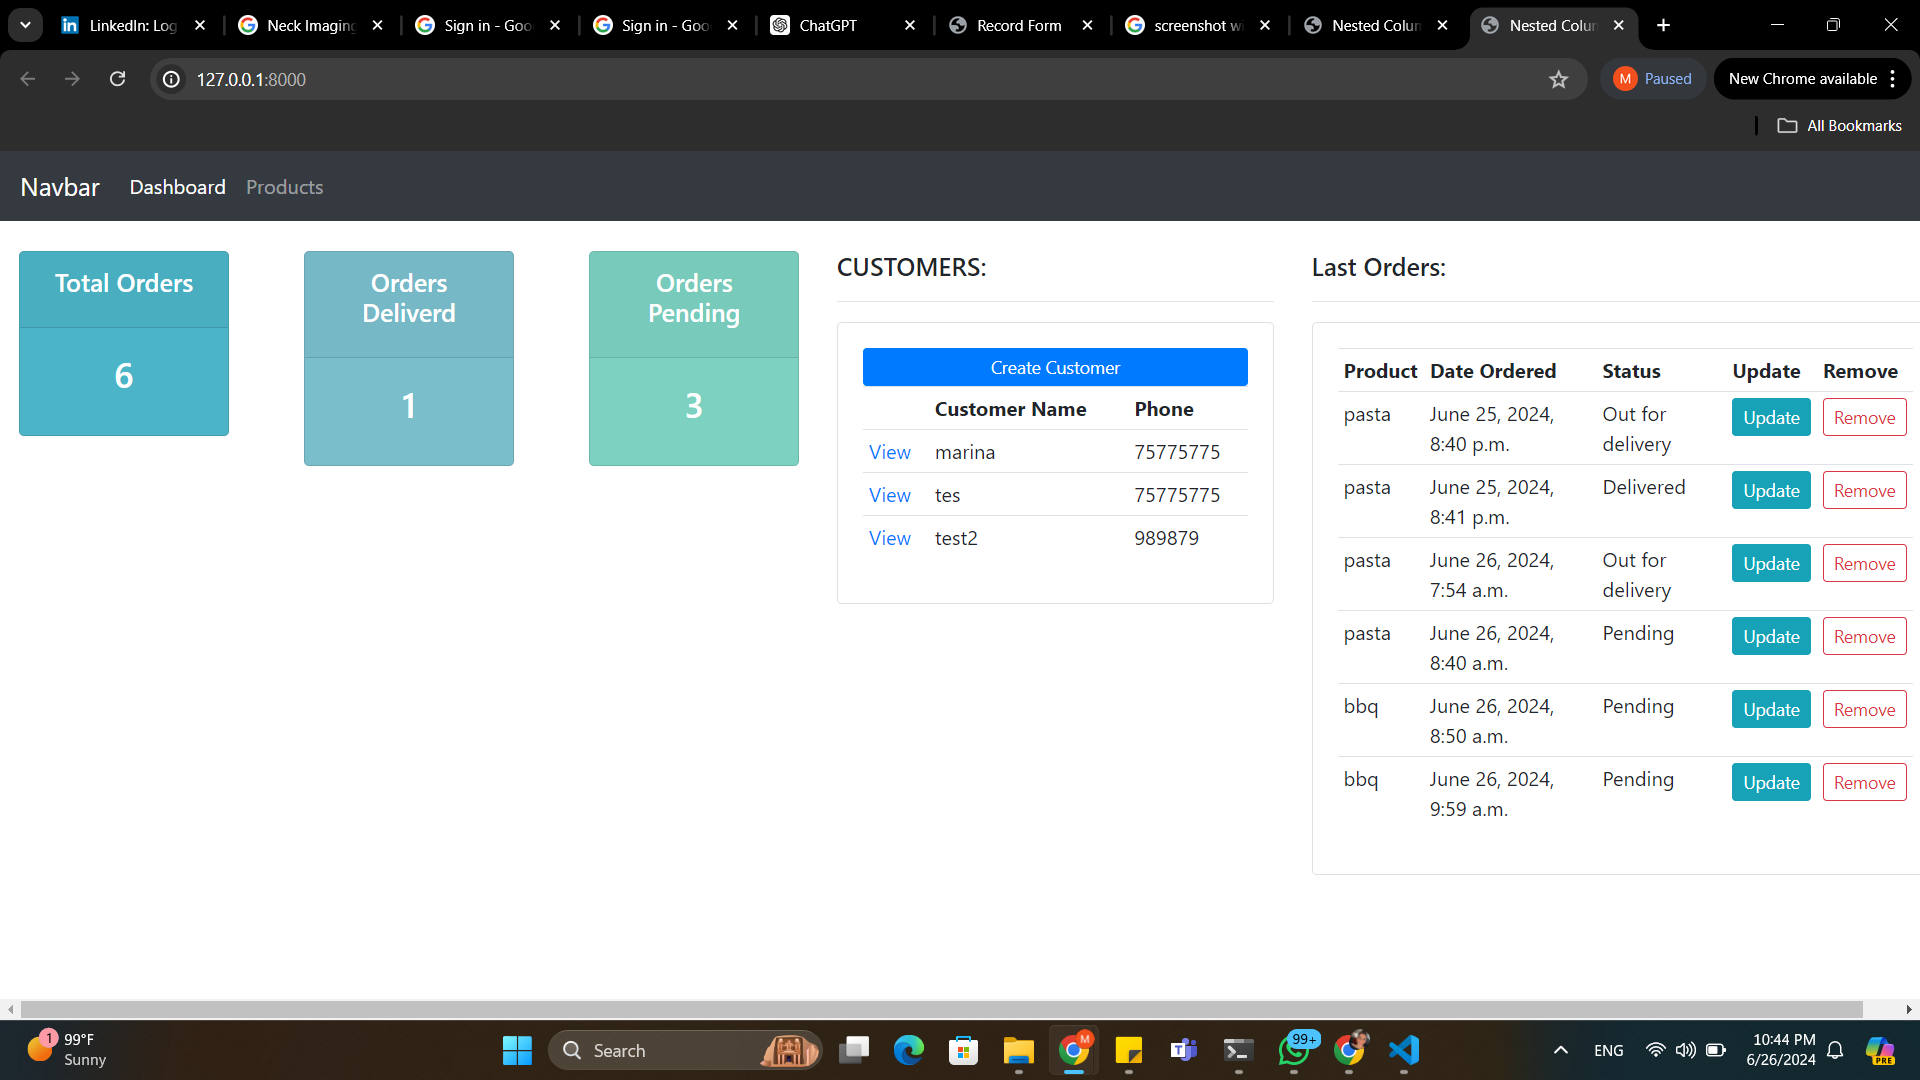 LinkedIn: Log
Neck Imaging
Sign in - Goo
Sign in - Goo
ChatGPT
Record Form
screenshot w
Nested Colun
Nested Colun
127.0.0.1:8000
M Paused
New Chrome available
All Bookmarks
Navbar Dashboard Products
Total Orders
6
Orders
Deliverd
1
Orders
Pending
3
CUSTOMERS:
Create Customer
Customer Name Phone
View marina 75775775
View tes 75775775
View test2 989879
Last Orders:
Product Date Ordered Status Update Remove
pasta June 25, 2024, Out for Update Remove
8:40 p.m. delivery
pasta June 25, 2024, Delivered Update Remove
8:41 p.m.
pasta June 26, 2024, Out for Update Remove
7:54 a.m. delivery
pasta June 26, 2024, Pending Update Remove
8:40 a.m.
bbq June 26, 2024, Pending Update Remove
8:50 a.m.
bbq June 26, 2024, Pending Update Remove
9:59 a.m.
1
99°F
Sunny
Search
M
99+
ENG
10:44 PM
6/26/2024
PRE